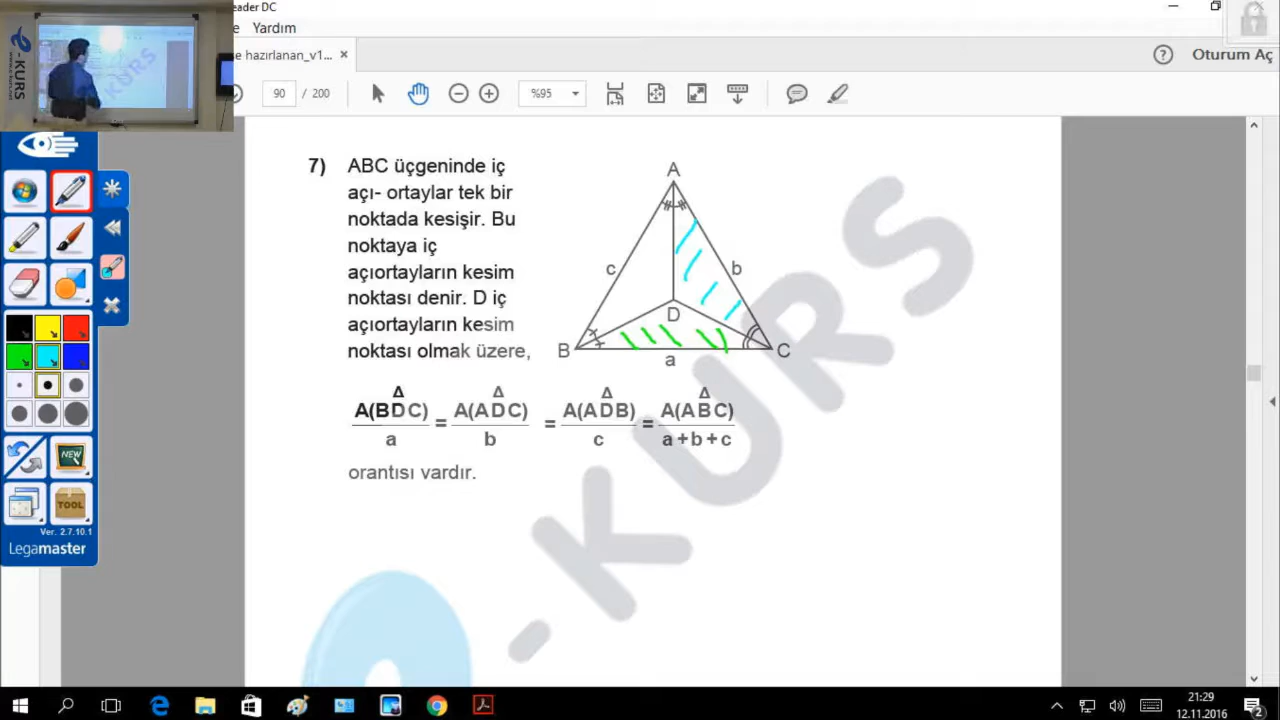 eader DC
e Yardım
e hazırlanan_v1... ×
Oturum Aç
90 / 200
%95
e-KURS
KURS
7) ABC üçgeninde iç
açı- ortaylar tek bir
noktada kesişir. Bu
noktaya iç
açıortayların kesim
noktası denir. D iç
açıortayların kesim
noktası olmak üzere,
A
c
b
D
B
a
C
Δ Δ Δ Δ
A(BDC) = A(ADC) = A(ADB) = A(ABC)
a b c a+b+c
orantısı vardır.
-KURS
NEW
TOOL
Ver. 2.7.10.1
Legamaster
21:29
12.11.2016
2